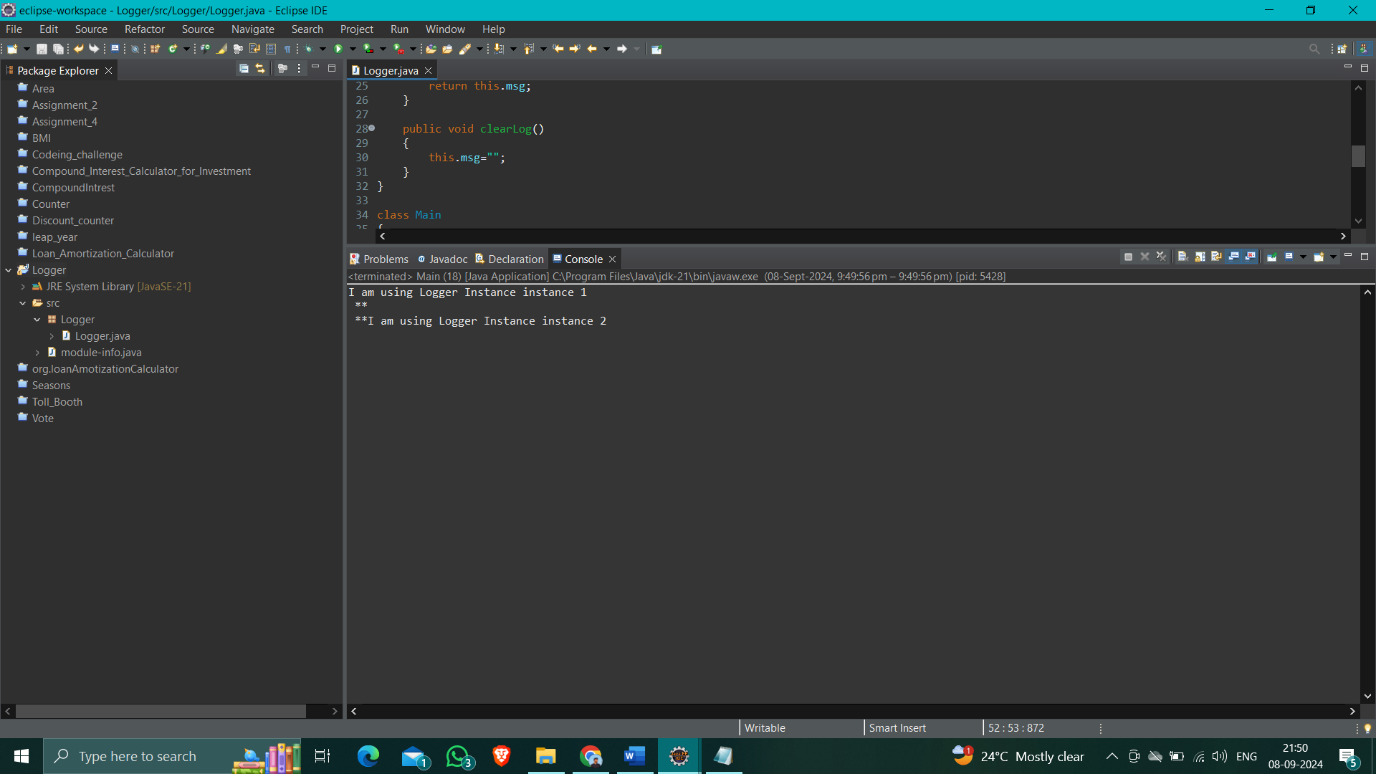 eclipse-workspace - Logger/src/Logger/Logger.java - Eclipse IDE
File Edit Source Refactor Source Navigate Search Project Run Window Help
Package Explorer
Area
Assignment_2
Assignment_4
BMI
Codeing_challenge
Compound_Interest_Calculator_for_Investment
CompoundIntrest
Counter
Discount_counter
leap_year
Loan_Amortization_Calculator
Logger
JRE System Library [JavaSE-21]
src
Logger
Logger.java
module-info.java
org.loanAmotizationCalculator
Seasons
Toll_Booth
Vote
Logger.java
25 return this.msg;
26 }
27
28 public void clearLog()
29 {
30 this.msg="";
31 }
32 }
33
34 class Main
35 {
Problems Javadoc Declaration Console
<terminated> Main (18) [Java Application] C:\Program Files\Java\jdk-21\bin\javaw.exe (08-Sept-2024, 9:49:56 pm – 9:49:56 pm) [pid: 5428]
I am using Logger Instance instance 1
**
**I am using Logger Instance instance 2
Writable Smart Insert 52 : 53 : 872
Type here to search
1
3
1
24°C Mostly clear
ENG
21:50
08-09-2024
5